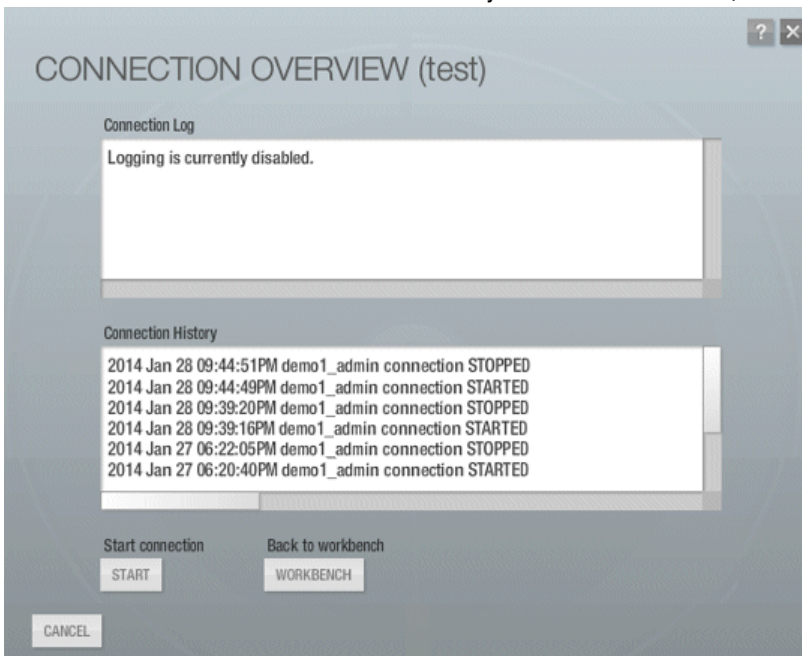 ? ×
CONNECTION OVERVIEW (test)
Connection Log
Logging is currently disabled.
Connection History
2014 Jan 28 09:44:51PM demo1_admin connection STOPPED
2014 Jan 28 09:44:49PM demo1_admin connection STARTED
2014 Jan 28 09:39:20PM demo1_admin connection STOPPED
2014 Jan 28 09:39:16PM demo1_admin connection STARTED
2014 Jan 27 06:22:05PM demo1_admin connection STOPPED
2014 Jan 27 06:20:40PM demo1_admin connection STARTED
Start connection Back to workbench
START WORKBENCH
CANCEL